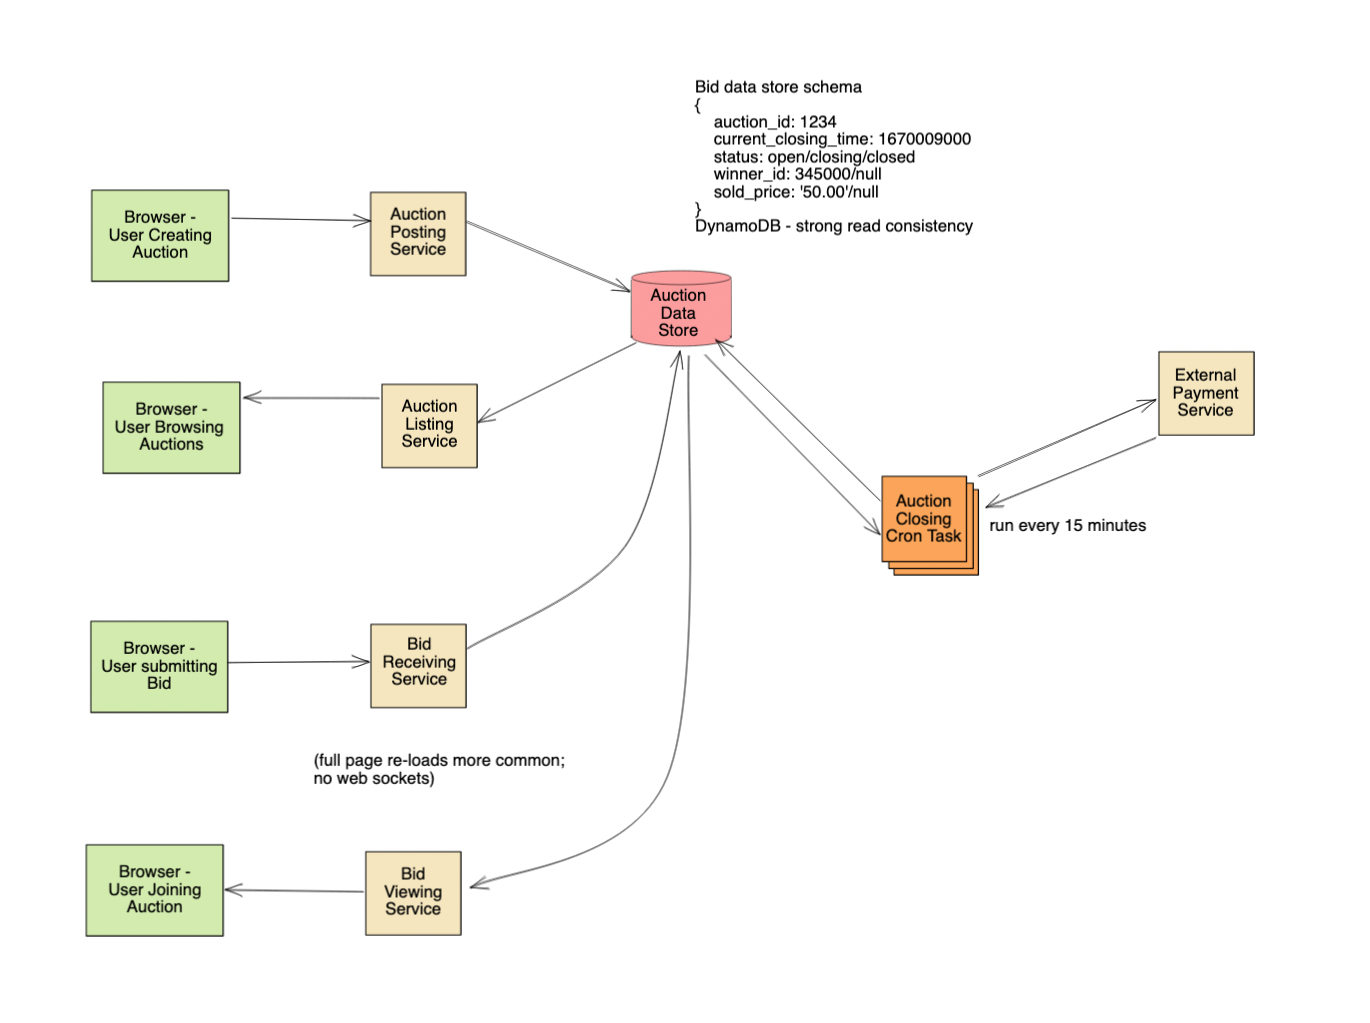 Bid data store schema
{
auction_id: 1234
current_closing_time: 1670009000
status: open/closing/closed
winner_id: 345000/null
sold_price: '50.00'/null
}
DynamoDB - strong read consistency
Browser -
User Creating
Auction
Auction
Posting
Service
Auction
Data
Store
Browser -
User Browsing
Auctions
Auction
Listing
Service
External
Payment
Service
Auction
Closing
Cron Task
run every 15 minutes
Browser -
User submitting
Bid
Bid
Receiving
Service
(full page re-loads more common;
no web sockets)
Browser -
User Joining
Auction
Bid
Viewing
Service